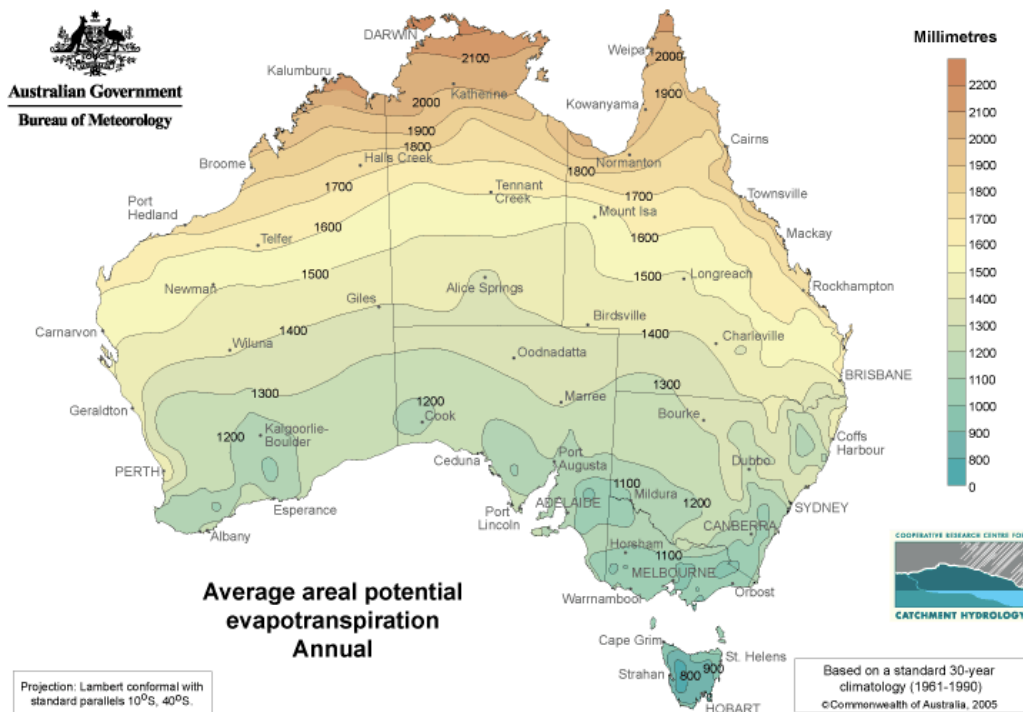 Australian Government
Bureau of Meteorology
Millimetres
2200
2100
2000
1900
1800
1700
1600
1500
1400
1300
1200
1100
1000
900
800
0
DARWIN
Weipa
2100
2000
Kalumburu
Katherine
2000
1900
Kowanyama
1900
1800
Cairns
Broome
Halls Creek
Normanton
1800
1700
Tennant
Creek
1700
Townsville
Port
Hedland
Mount Isa
1600
1600
Mackay
Telfer
1500
1500
Longreach
Newman
Alice Springs
Rockhampton
Giles
Birdsville
Carnarvon
1400
1400
Charleville
Wiluna
Oodnadatta
BRISBANE
1300
1300
Marree
Geraldton
1200
Cook
Bourke
1200
Kalgoorlie-
Boulder
Coffs
Harbour
PERTH
Ceduna
Port
Augusta
Dubbo
1100
Mildura
ADELAIDE
1200
Esperance
Port
Lincoln
SYDNEY
CANBERRA
Albany
Horsham
1100
MELBOURNE
Warrnambool
Orbost
Average areal potential
evapotranspiration
Annual
COOPERATIVE RESEARCH CENTRE FOR
CATCHMENT HYDROLOGY
Cape Grim
St. Helens
Strahan
800
900
HOBART
Projection: Lambert conformal with
standard parallels 10°S, 40°S.
Based on a standard 30-year
climatology (1961-1990)
©Commonwealth of Australia, 2005